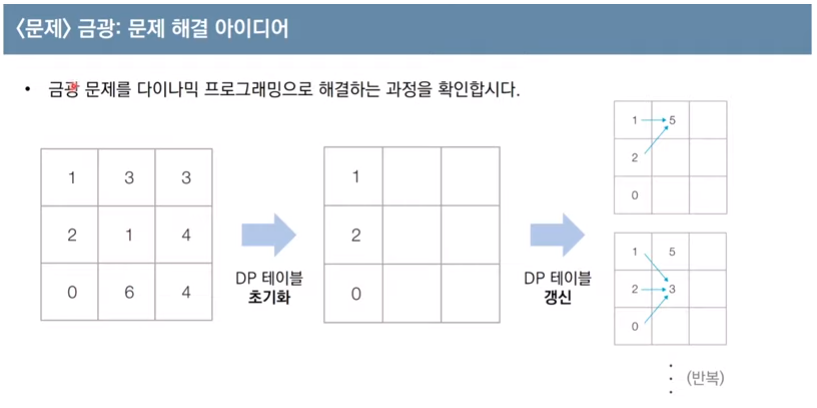 <문제> 금광: 문제 해결 아이디어
• 금광 문제를 다이나믹 프로그래밍으로 해결하는 과정을 확인합시다.
1 3 3
2 1 4
0 6 4
DP 테이블
초기화
1
2
0
DP 테이블
갱신
1 5
2
0
1 5
2 3
0
(반복)